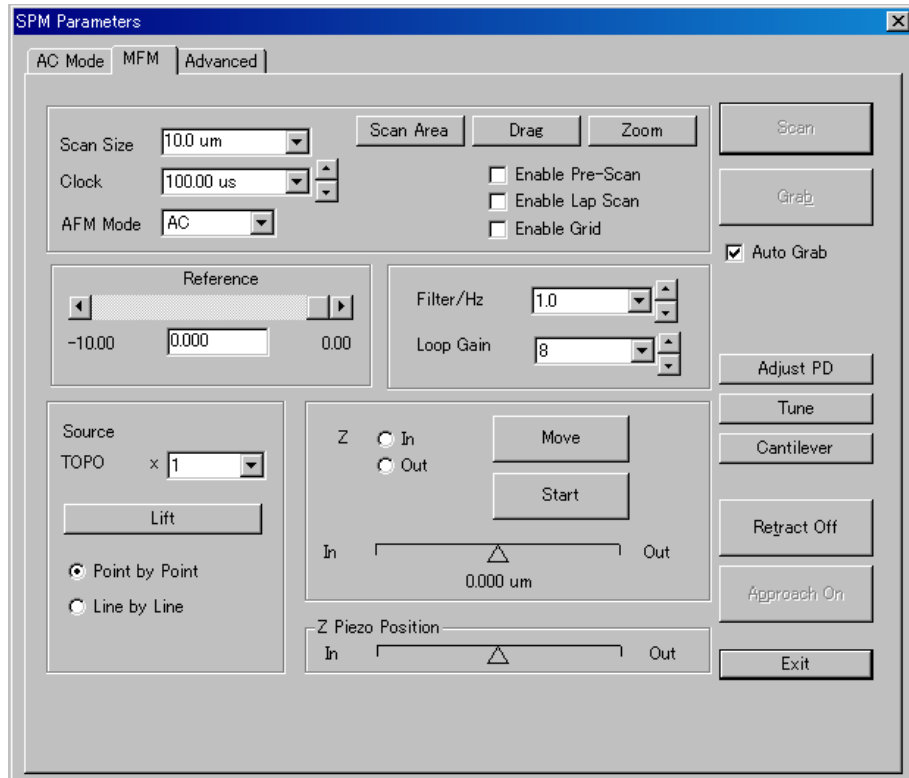 SPM Parameters
AC Mode MFM Advanced
Scan Size 10.0 um
Clock 100.00 us
AFM Mode AC
Scan Area Drag Zoom
Enable Pre-Scan
Enable Lap Scan
Enable Grid
Scan
Grab
Auto Grab
Reference
-10.00 0.000 0.00
Filter/Hz 1.0
Loop Gain 8
Adjust PD
Tune
Cantilever
Source
TOPO x 1
Lift
Point by Point
Line by Line
Z In
Out
Move
Start
In Out
0.000 um
Z Piezo Position
In Out
Retract Off
Approach On
Exit